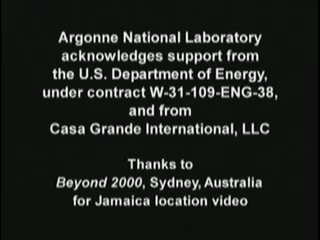 Argonne National Laboratory
acknowledges support from
the U.S. Department of Energy,
under contract W-31-109-ENG-38,
and from
Casa Grande International, LLC
Thanks to
Beyond 2000, Sydney, Australia
for Jamaica location video